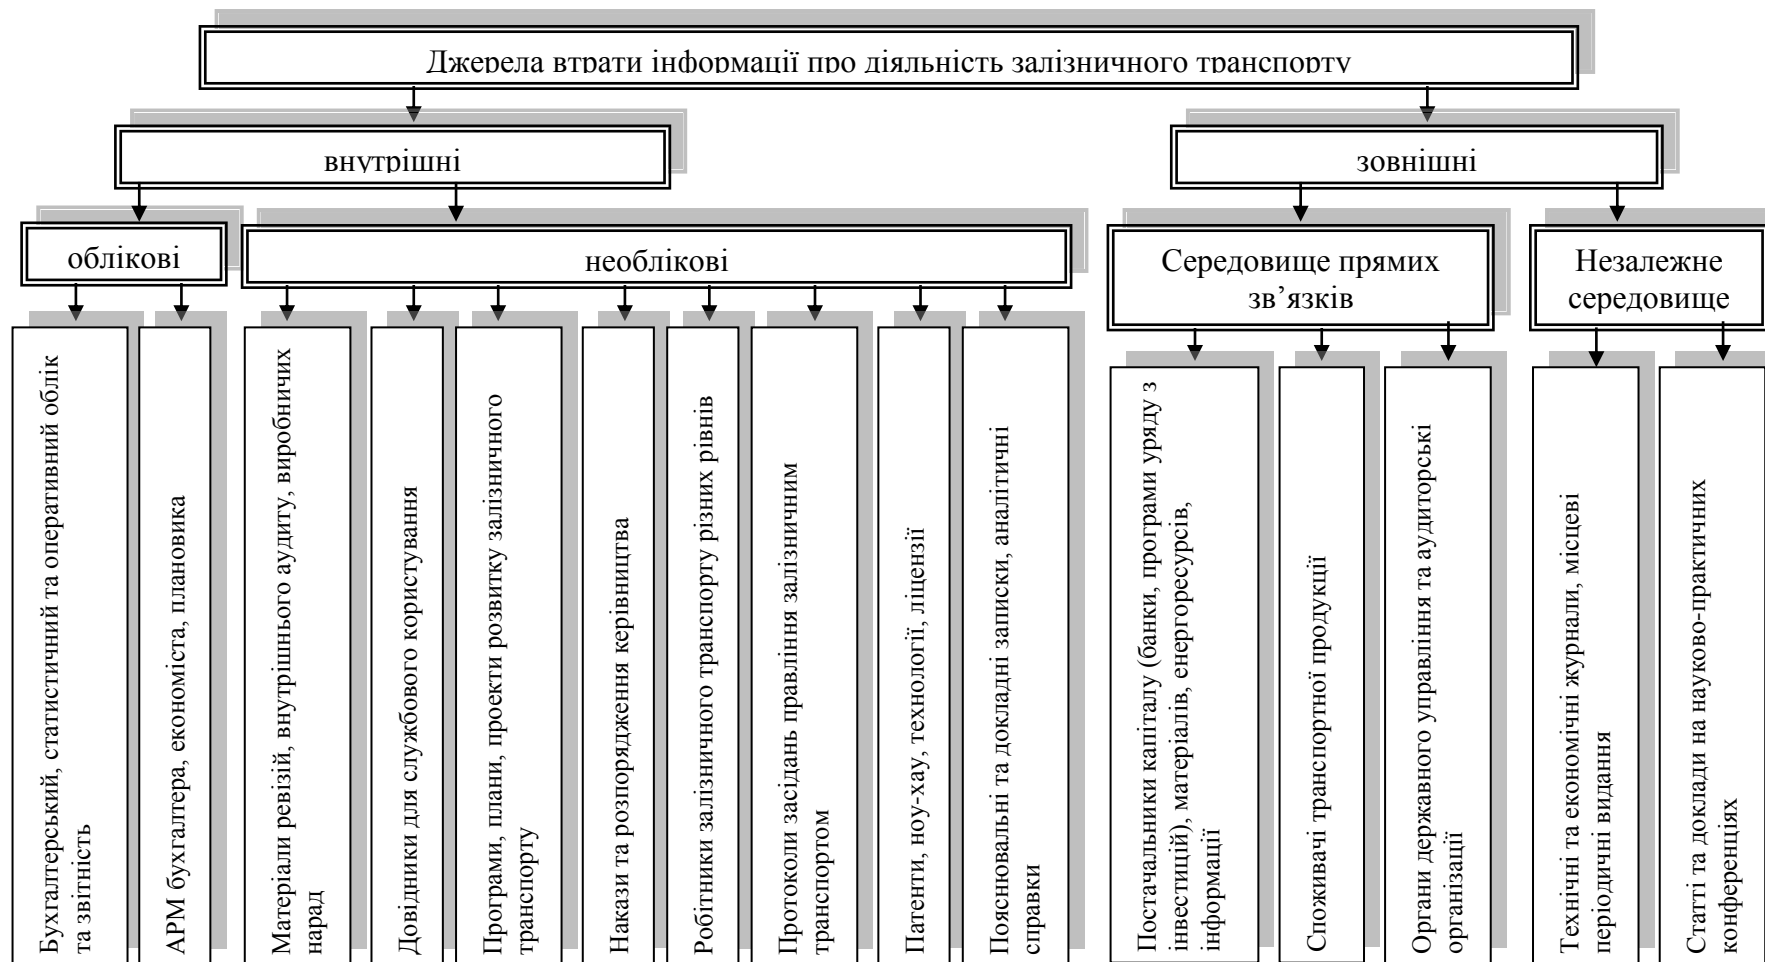 Джерела втрати інформації про діяльність залізничного транспорту
внутрішні
зовнішні
облікові
необлікові
Середовище прямих
зв’язків
Незалежне
середовище
Бухгалтерський, статистичний та оперативний облік
та звітність
АРМ бухгалтера, економіста, плановика
Матеріали ревізій, внутрішнього аудиту, виробничих
нарад
Довідники для службового користування
Програми, плани, проекти розвитку залізничного
транспорту
Накази та розпорядження керівництва
Робітники залізничного транспорту різних рівнів
Протоколи засідань правління залізничним
транспортом
Патенти, ноу-хау, технології, ліцензії
Пояснювальні та докладні записки, аналітичні
справки
Постачальники капіталу (банки, програми уряду з
інвестицій), матеріалів, енергоресурсів,
інформації
Споживачі транспортної продукції
Органи державного управління та аудиторські
організації
Технічні та економічні журнали, місцеві
періодичні видання
Статті та доклади на науково-практичних
конференціях